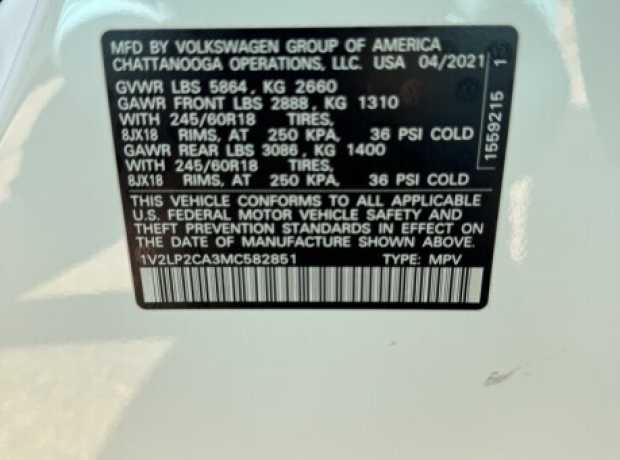 MFD BY VOLKSWAGEN GROUP OF AMERICA
CHATTANOOGA OPERATIONS, LLC. USA 04/2021 1
GVWR LBS 5864, KG 2660
GAWR FRONT LBS 2888, KG 1310
WITH 245/60R18 TIRES,
8JX18 RIMS, AT 250 KPA, 36 PSI COLD
GAWR REAR LBS 3086, KG 1400
WITH 245/60R18 TIRES,
8JX18 RIMS, AT 250 KPA, 36 PSI COLD
1559215
THIS VEHICLE CONFORMS TO ALL APPLICABLE
U.S. FEDERAL MOTOR VEHICLE SAFETY AND
THEFT PREVENTION STANDARDS IN EFFECT ON
THE DATE OF MANUFACTURE SHOWN ABOVE.
1V2LP2CA3MC582851 TYPE: MPV